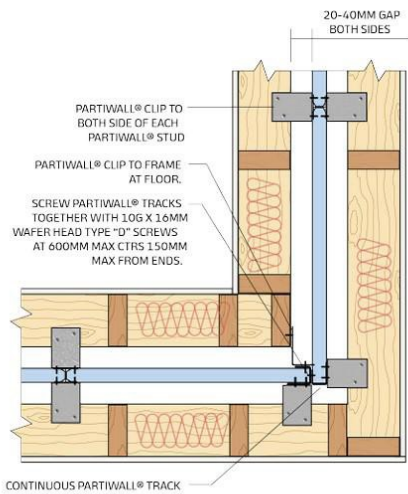 20-40MM GAP
BOTH SIDES
PARTIWALL® CLIP TO
BOTH SIDE OF EACH
PARTIWALL® STUD
PARTIWALL® CLIP TO FRAME
AT FLOOR.
SCREW PARTIWALL® TRACKS
TOGETHER WITH 10G X 16MM
WAFER HEAD TYPE "D" SCREWS
AT 600MM MAX CTRS 150MM
MAX FROM ENDS.
CONTINUOUS PARTIWALL® TRACK